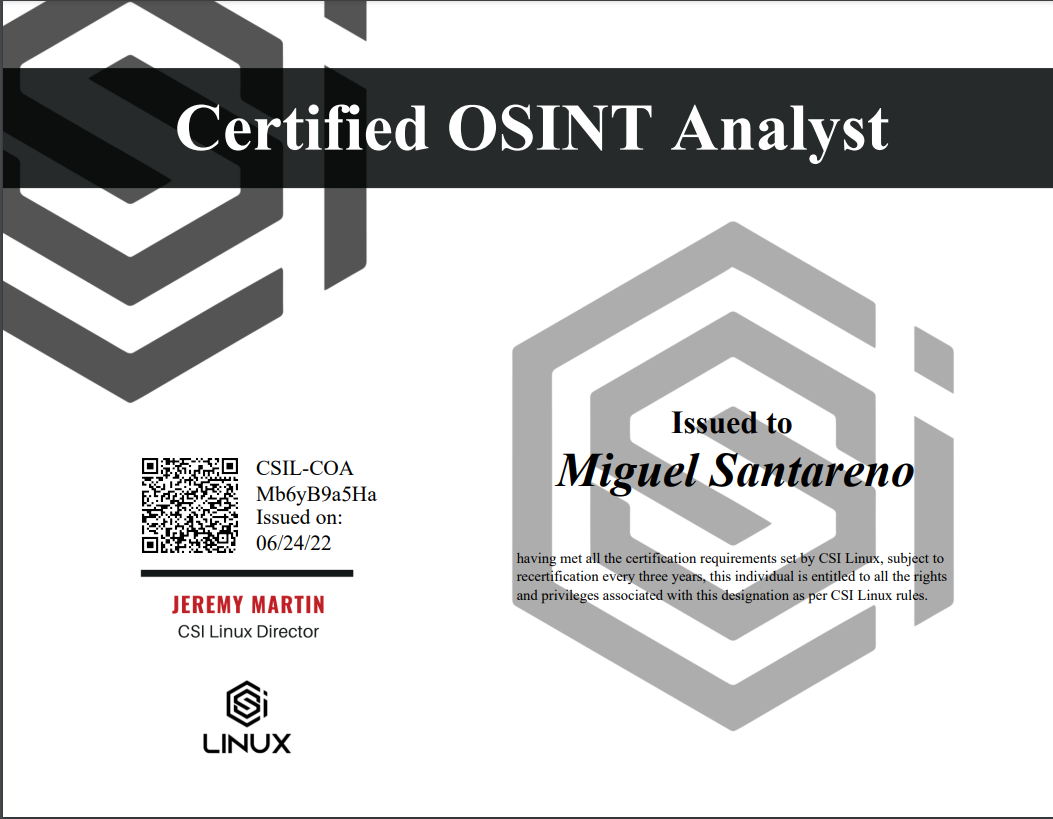 Certified OSINT Analyst
Issued to
Miguel Santareno
having met all the certification requirements set by CSI Linux, subject to
recertification every three years, this individual is entitled to all the rights
and privileges associated with this designation as per CSI Linux rules.
CSIL-COA
Mb6yB9a5Ha
Issued on:
06/24/22
JEREMY MARTIN
CSI Linux Director
CSi
LINUX